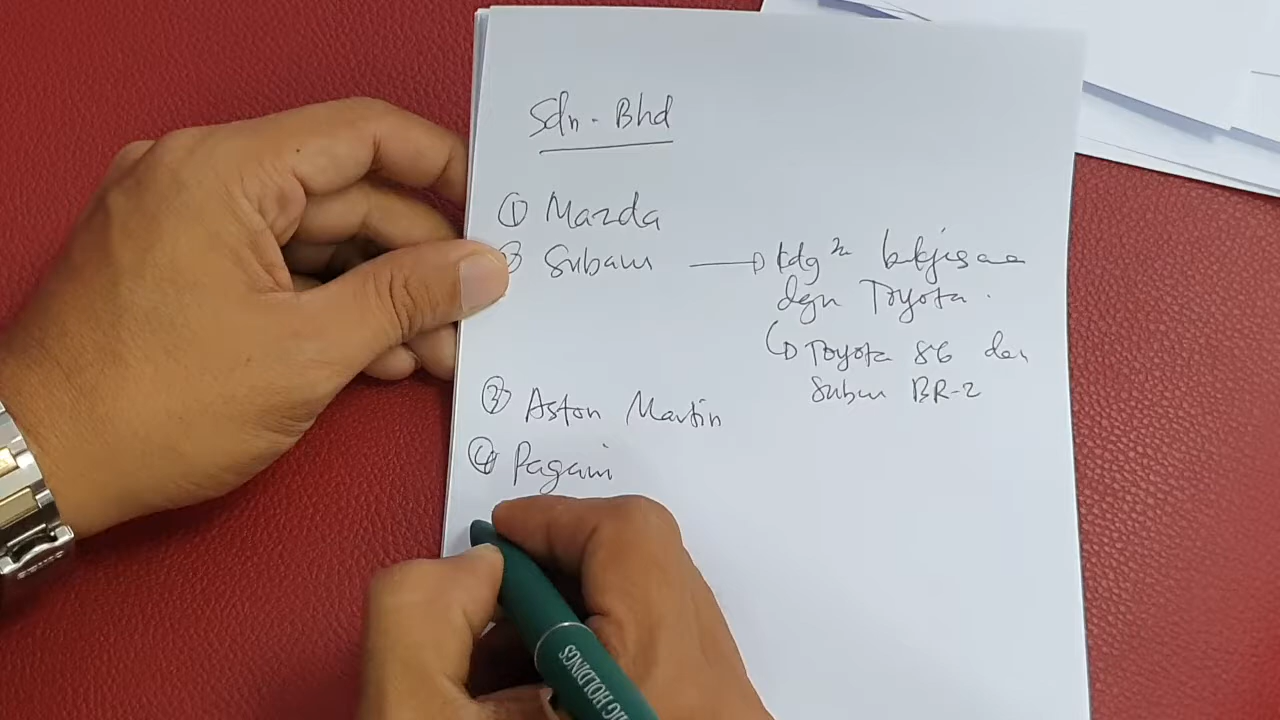 Sdn. Bhd
① Mazda
② Subaru → kdg² bekerjasama
dgn Toyota.
↳ Toyota 86 dan
Subaru BR-Z
③ Aston Martin
④ Pagani
HOLDINGS